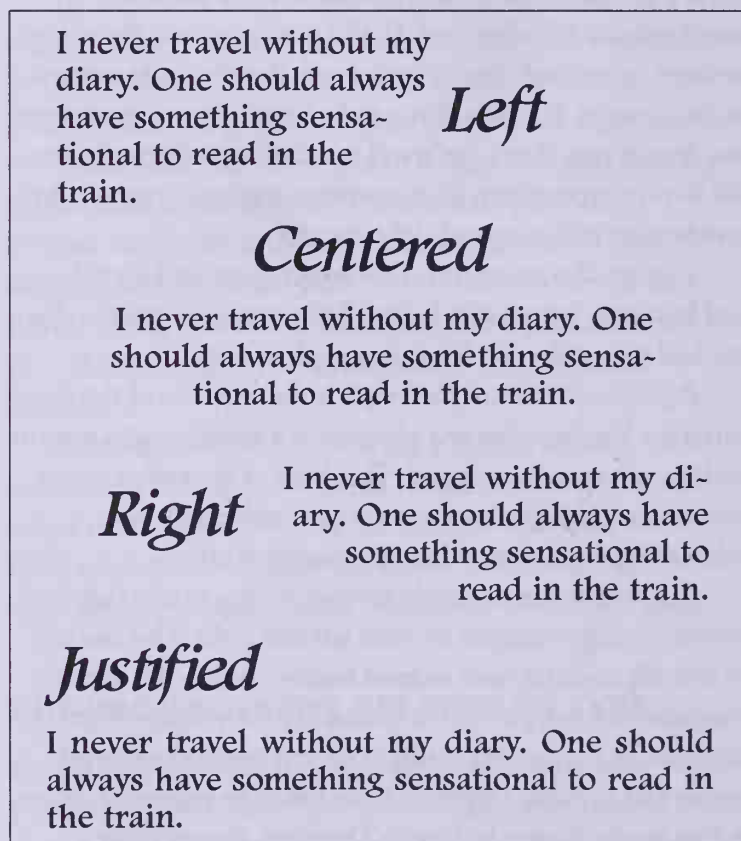 I never travel without my
diary. One should always
have something sensa-
tional to read in the
train.
Left
Centered
I never travel without my diary. One
should always have something sensa-
tional to read in the train.
Right
I never travel without my di-
ary. One should always have
something sensational to
read in the train.
Justified
I never travel without my diary. One should
always have something sensational to read in
the train.